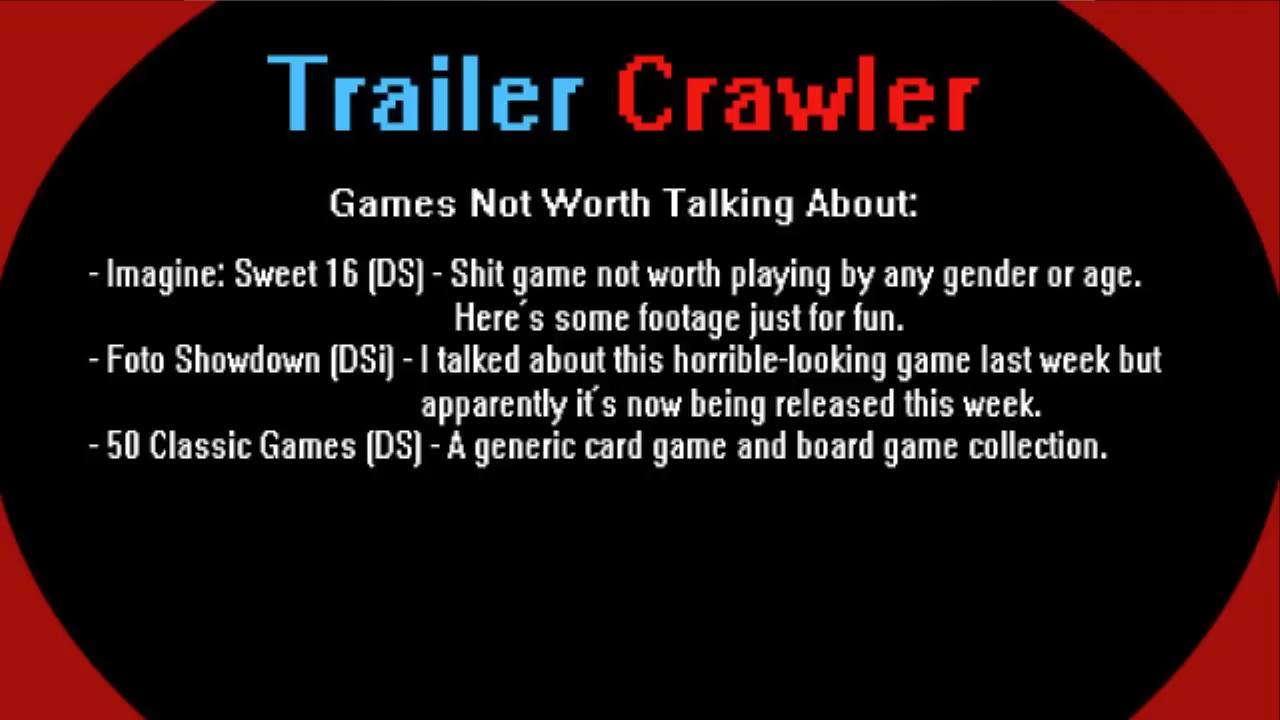 Trailer Crawler
Games Not Worth Talking About:
- Imagine: Sweet 16 (DS) - Shit game not worth playing by any gender or age.
Here´s some footage just for fun.
- Foto Showdown (DSi) - I talked about this horrible-looking game last week but
apparently it´s now being released this week.
- 50 Classic Games (DS) - A generic card game and board game collection.